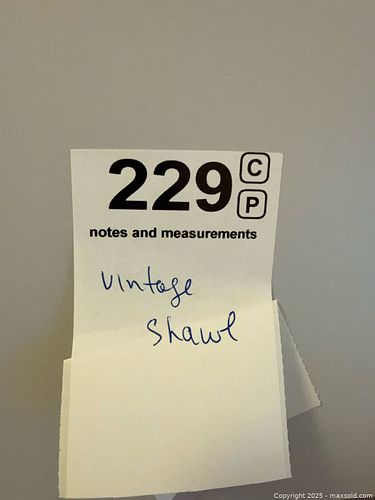 229 C
P
notes and measurements
vintage
shawl
Copyright 2025 - maxsold.com